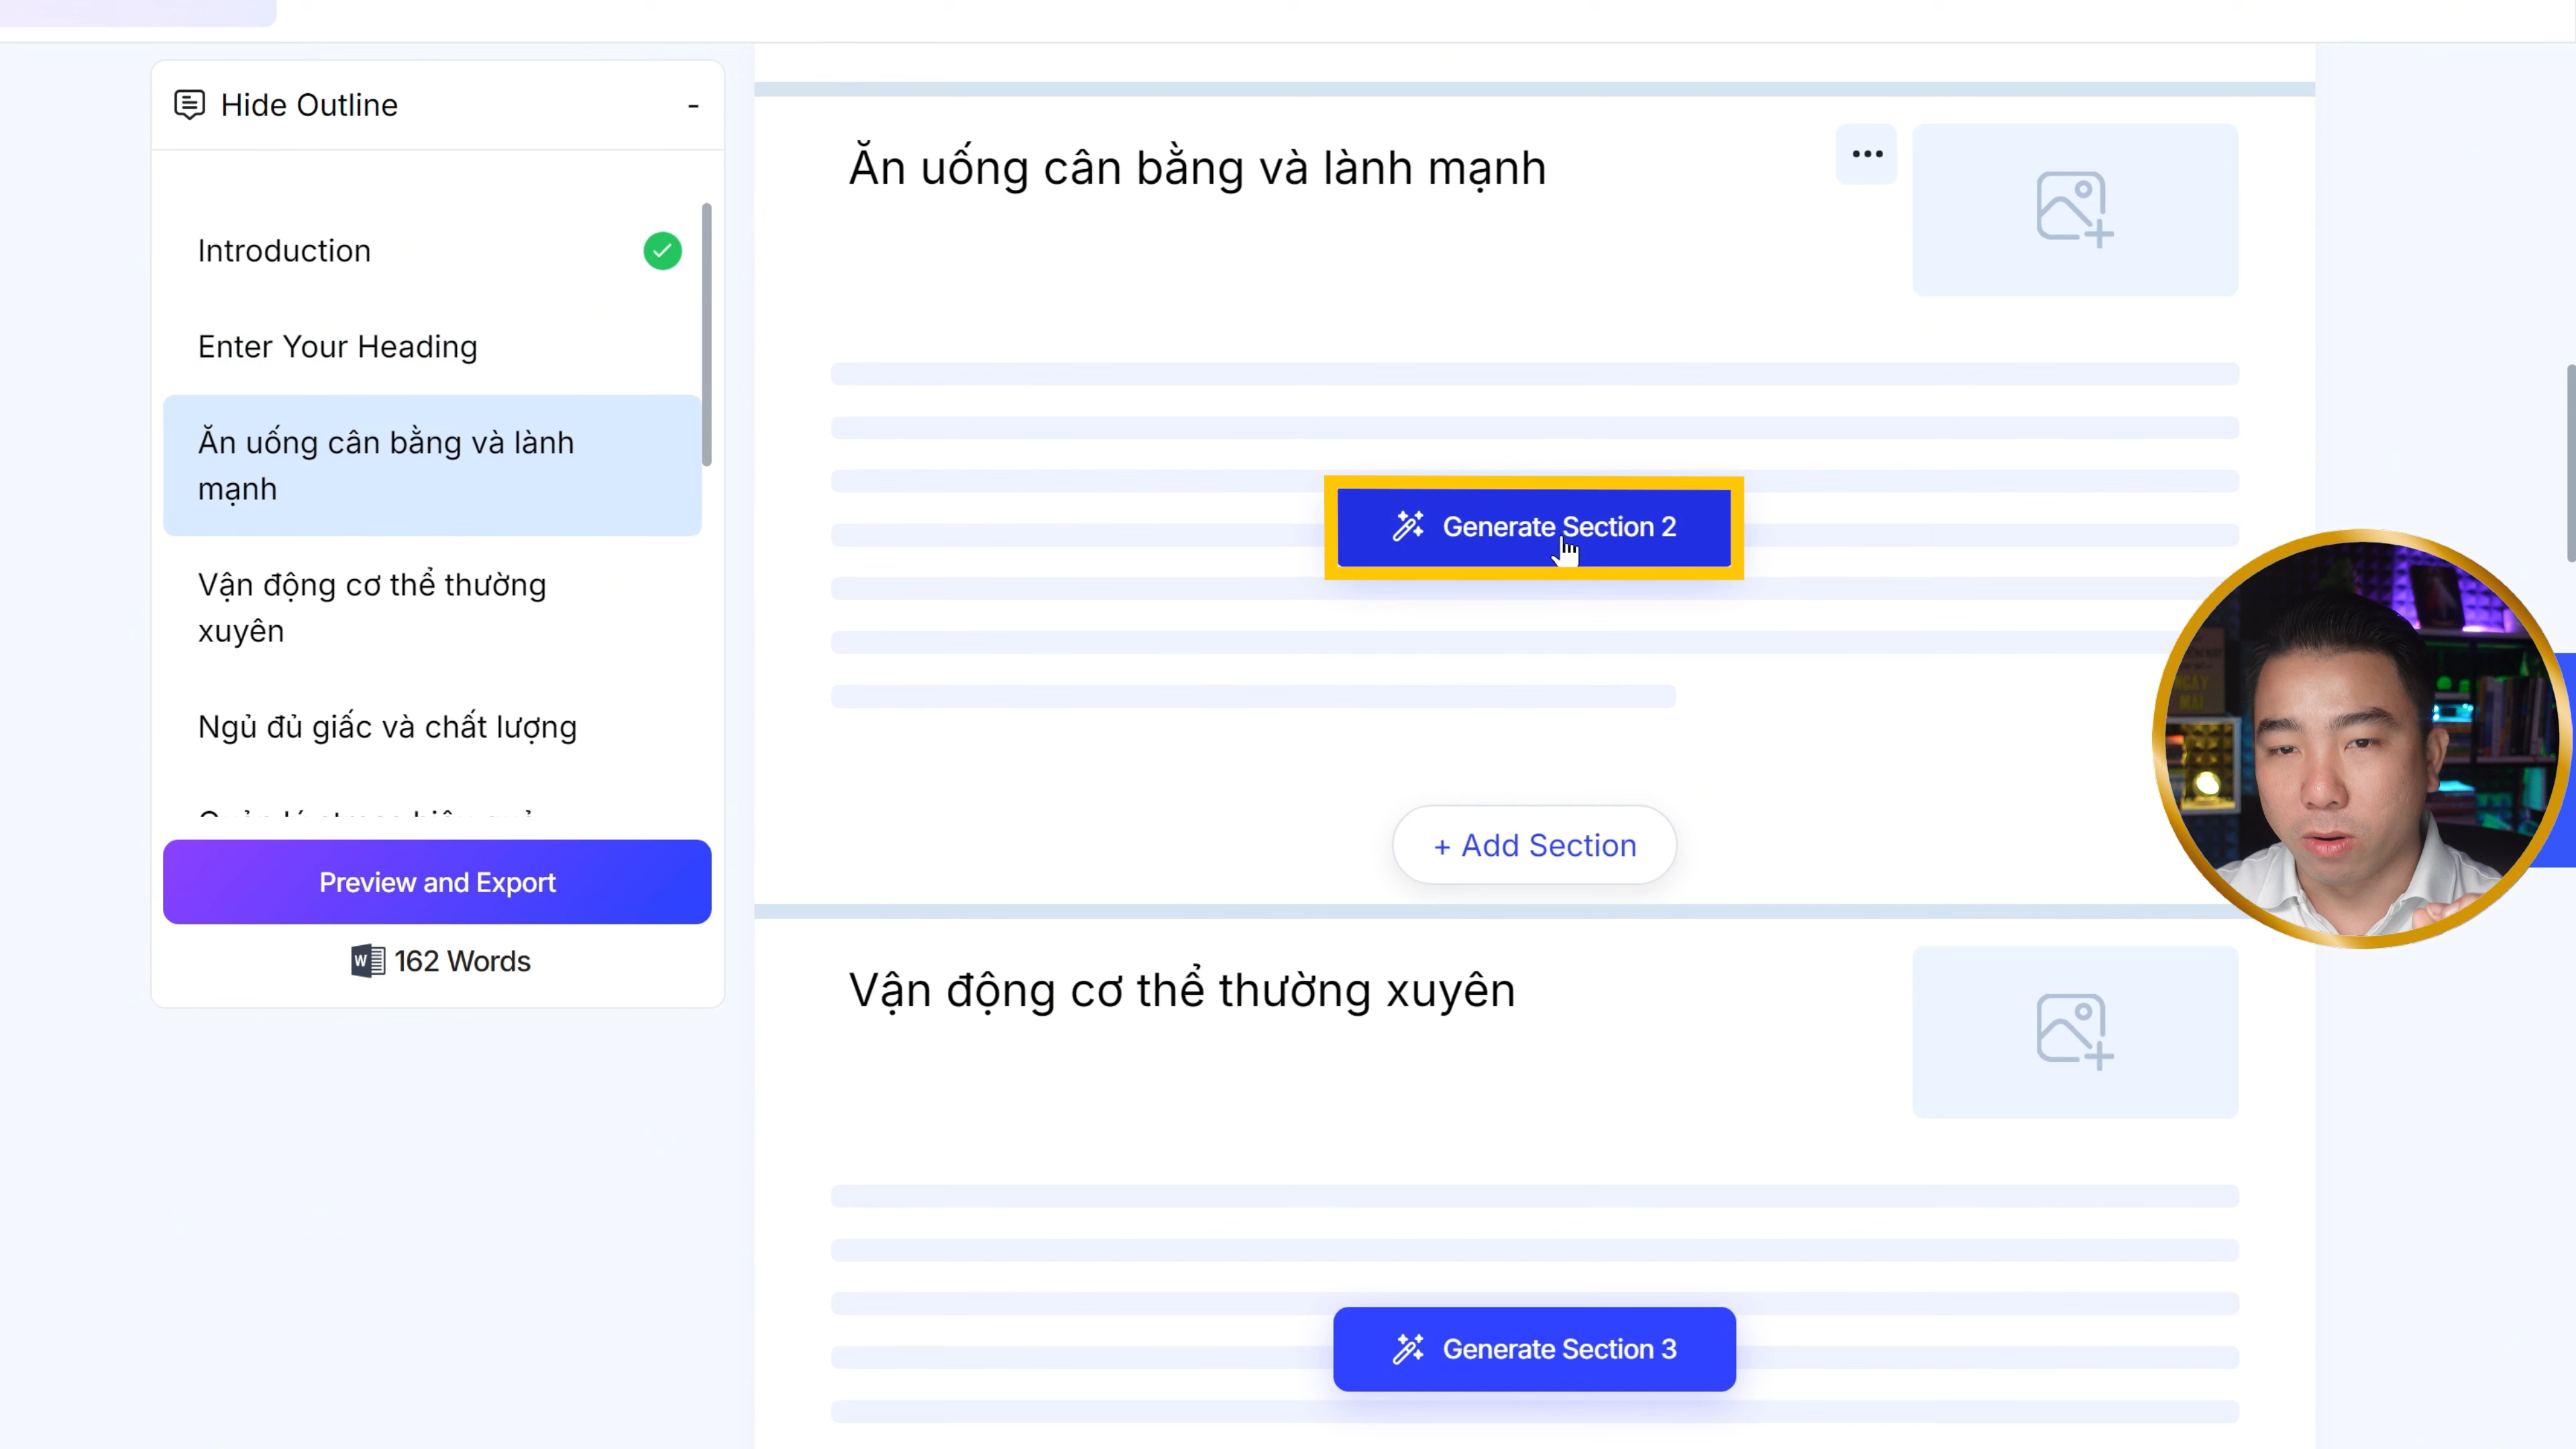 Hide Outline
-
Introduction
Enter Your Heading
Ăn uống cân bằng và lành
mạnh
Vận động cơ thể thường
xuyên
Ngủ đủ giấc và chất lượng
Preview and Export
162 Words
Ăn uống cân bằng và lành mạnh
Generate Section 2
+ Add Section
Vận động cơ thể thường xuyên
Generate Section 3